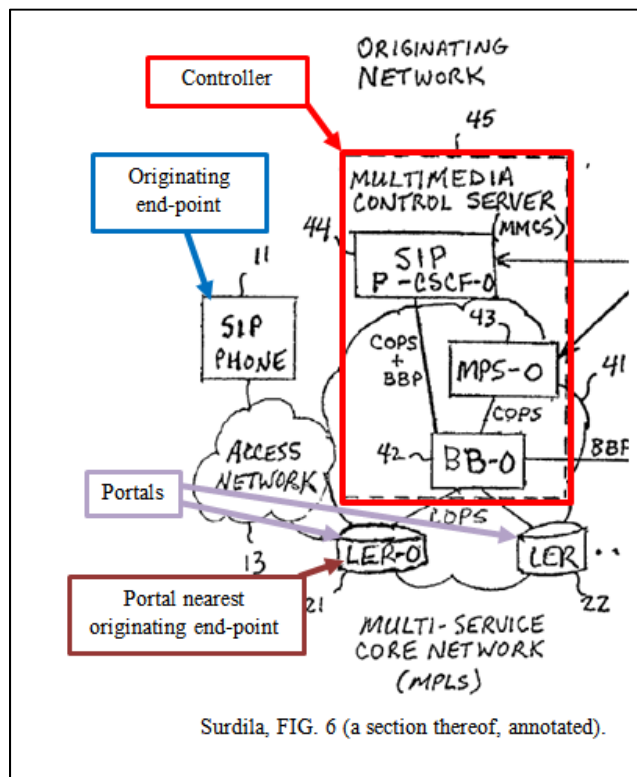 ORIGINATING
NETWORK
Controller
45
Originating
end-point
MULTIMEDIA
CONTROL SERVER
(MMCS)
44
SIP
P-CSCF-O
11
SIP
PHONE
43
COPS
+
BBP
MPS-O
41
COPS
ACCESS
NETWORK
42
BB-O
BBP
Portals
COPS
13
LER-O
LER
..
21
22
Portal nearest
originating end-point
MULTI-SERVICE
CORE NETWORK
(MPLS)
Surdila, FIG. 6 (a section thereof, annotated).